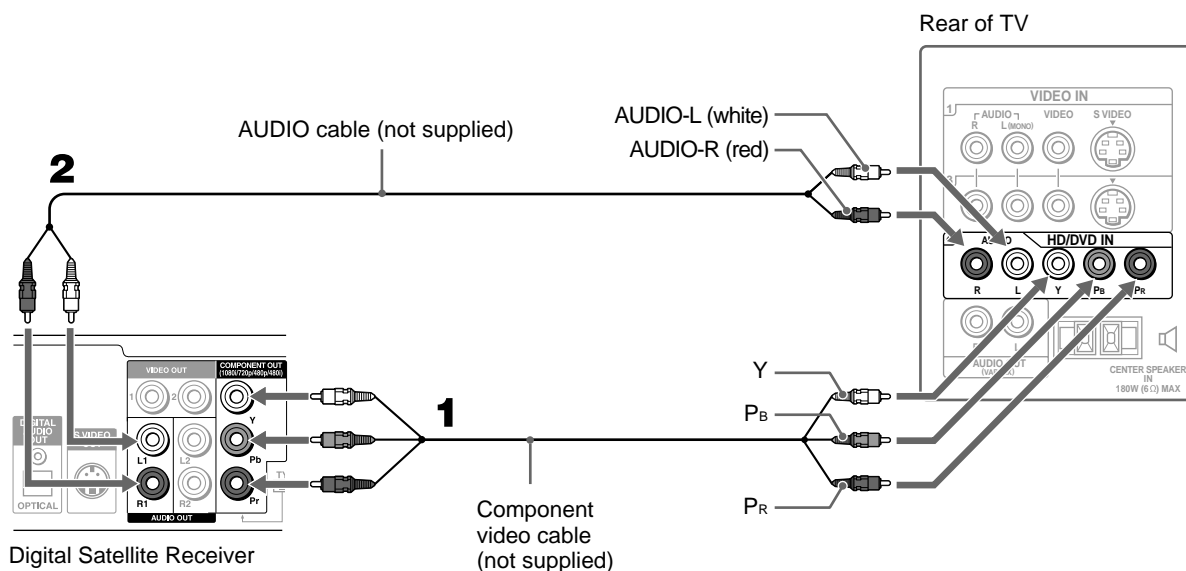 Rear of TV
AUDIO cable (not supplied)
AUDIO-L (white)
AUDIO-R (red)
2
VIDEO IN
1
AUDIO
R
L (MONO)
VIDEO
S VIDEO
3
HD/DVD IN
R
L
Y
PB
PR
AUDIO OUT
CENTER SPEAKER
IN
180W (6Ω) MAX
VIDEO OUT
1
2
COMPONENT OUT
(1080i/720p/480p/480i)
Y
DIGITAL
AUDIO
OUT
S VIDEO
L1
L2
Pb
R1
R2
Pr
OPTICAL
AUDIO OUT
1
Y
PB
PR
Component
video cable
(not supplied)
Digital Satellite Receiver